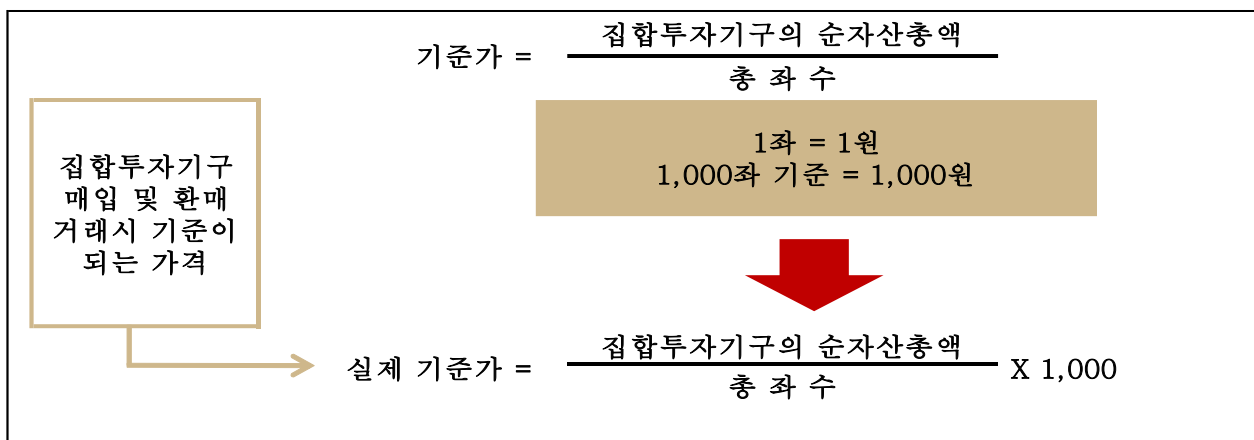 기준가 = 집합투자기구의 순자산총액
총 좌 수
1좌 = 1원
1,000좌 기준 = 1,000원
집합투자기구
매입 및 환매
거래시 기준이
되는 가격
실제 기준가 = 집합투자기구의 순자산총액 X 1,000
총 좌 수